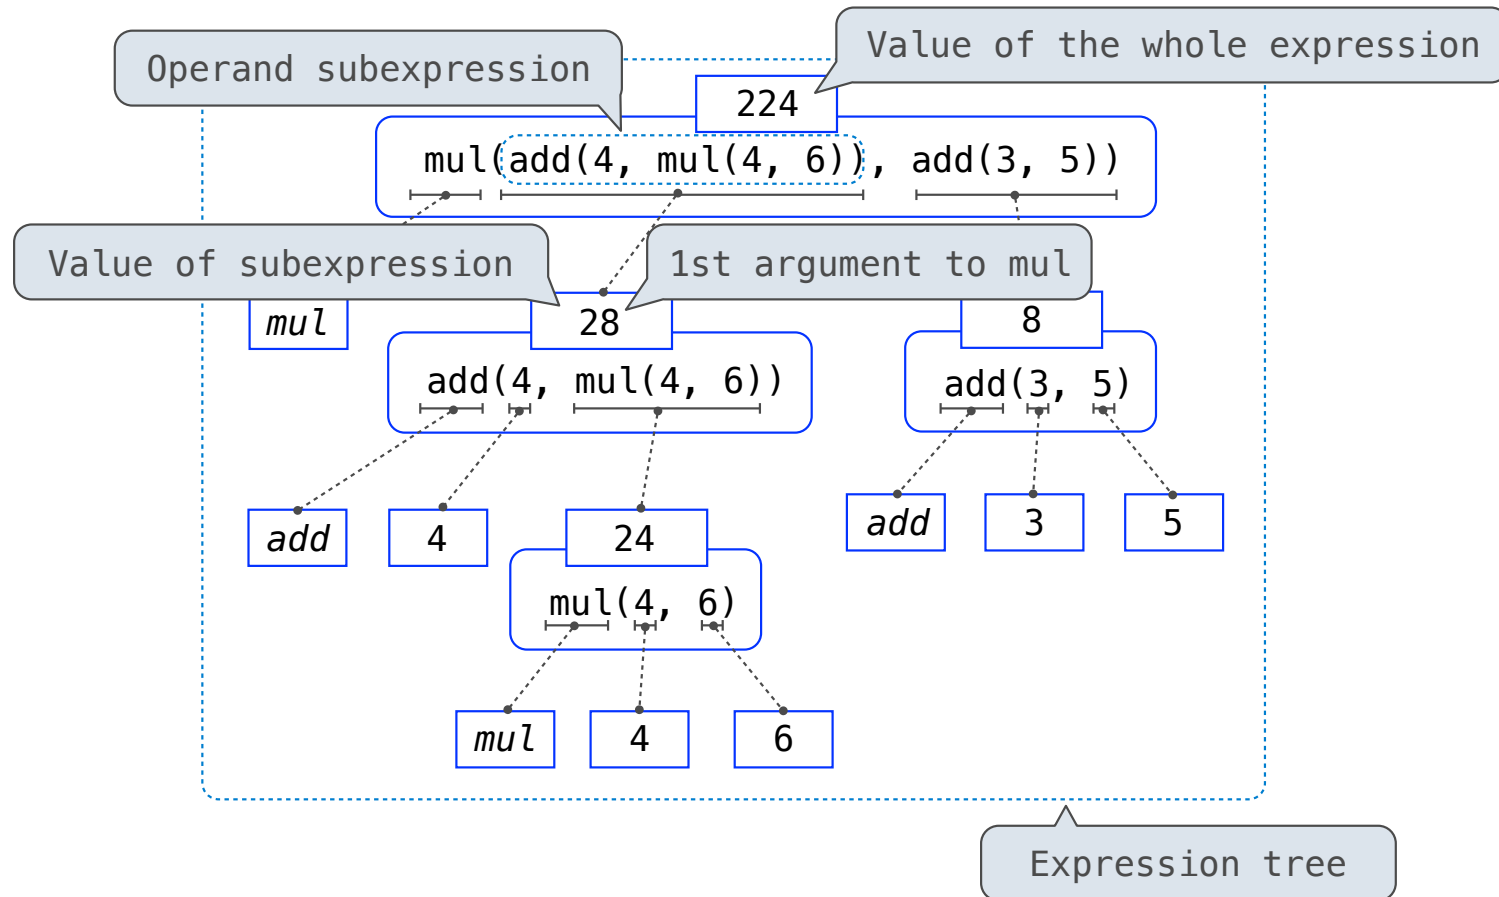 Value of the whole expression
Operand subexpression
224
mul(add(4, mul(4, 6)), add(3, 5))
Value of subexpression
1st argument to mul
mul
28
8
add(4, mul(4, 6))
add(3, 5)
add
4
24
add
3
5
mul(4, 6)
mul
4
6
Expression tree